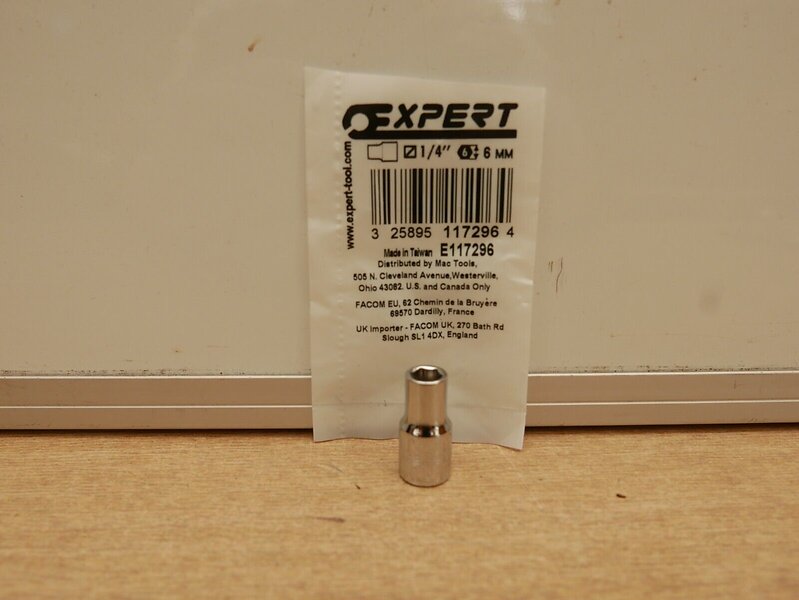 EXPERT
1/4" 6 6 MM
www.expert-tool.com
3 25895 117296 4
Made in Taiwan E117296
Distributed by Mac Tools,
505 N. Cleveland Avenue,Westerville,
Ohio 43082. U.S. and Canada Only
FACOM EU, 62 Chemin de la Bruyère
69570 Dardilly, France
UK Importer - FACOM UK, 270 Bath Rd
Slough SL1 4DX, England